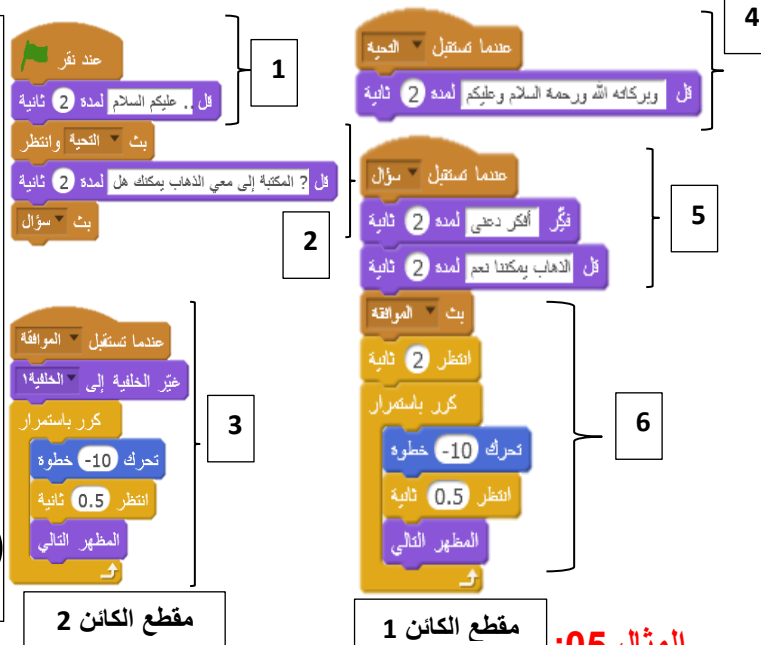 عند نقر
قل .. عليكم السلام لمدة 2 ثانية
بث التحية وانتظر
قل ? المكتبة إلى معي الذهاب يمكنك هل لمدة 2 ثانية
بث سؤال
1
2
عندما تستقبل الموافقة
غيّر الخلفية إلى الخلفية١
كرر باستمرار
تحرك -10 خطوة
انتظر 0.5 ثانية
المظهر التالي
3
مقطع الكائن 2
عندما تستقبل التحية
قل وبركاته الله ورحمة السلام وعليكم لمدة 2 ثانية
4
عندما تستقبل سؤال
فكّر أفكر دعني لمدة 2 ثانية
قل الذهاب يمكننا نعم لمدة 2 ثانية
5
بث الموافقة
انتظر 2 ثانية
كرر باستمرار
تحرك -10 خطوة
انتظر 0.5 ثانية
المظهر التالي
6
مقطع الكائن 1
المثال 05: